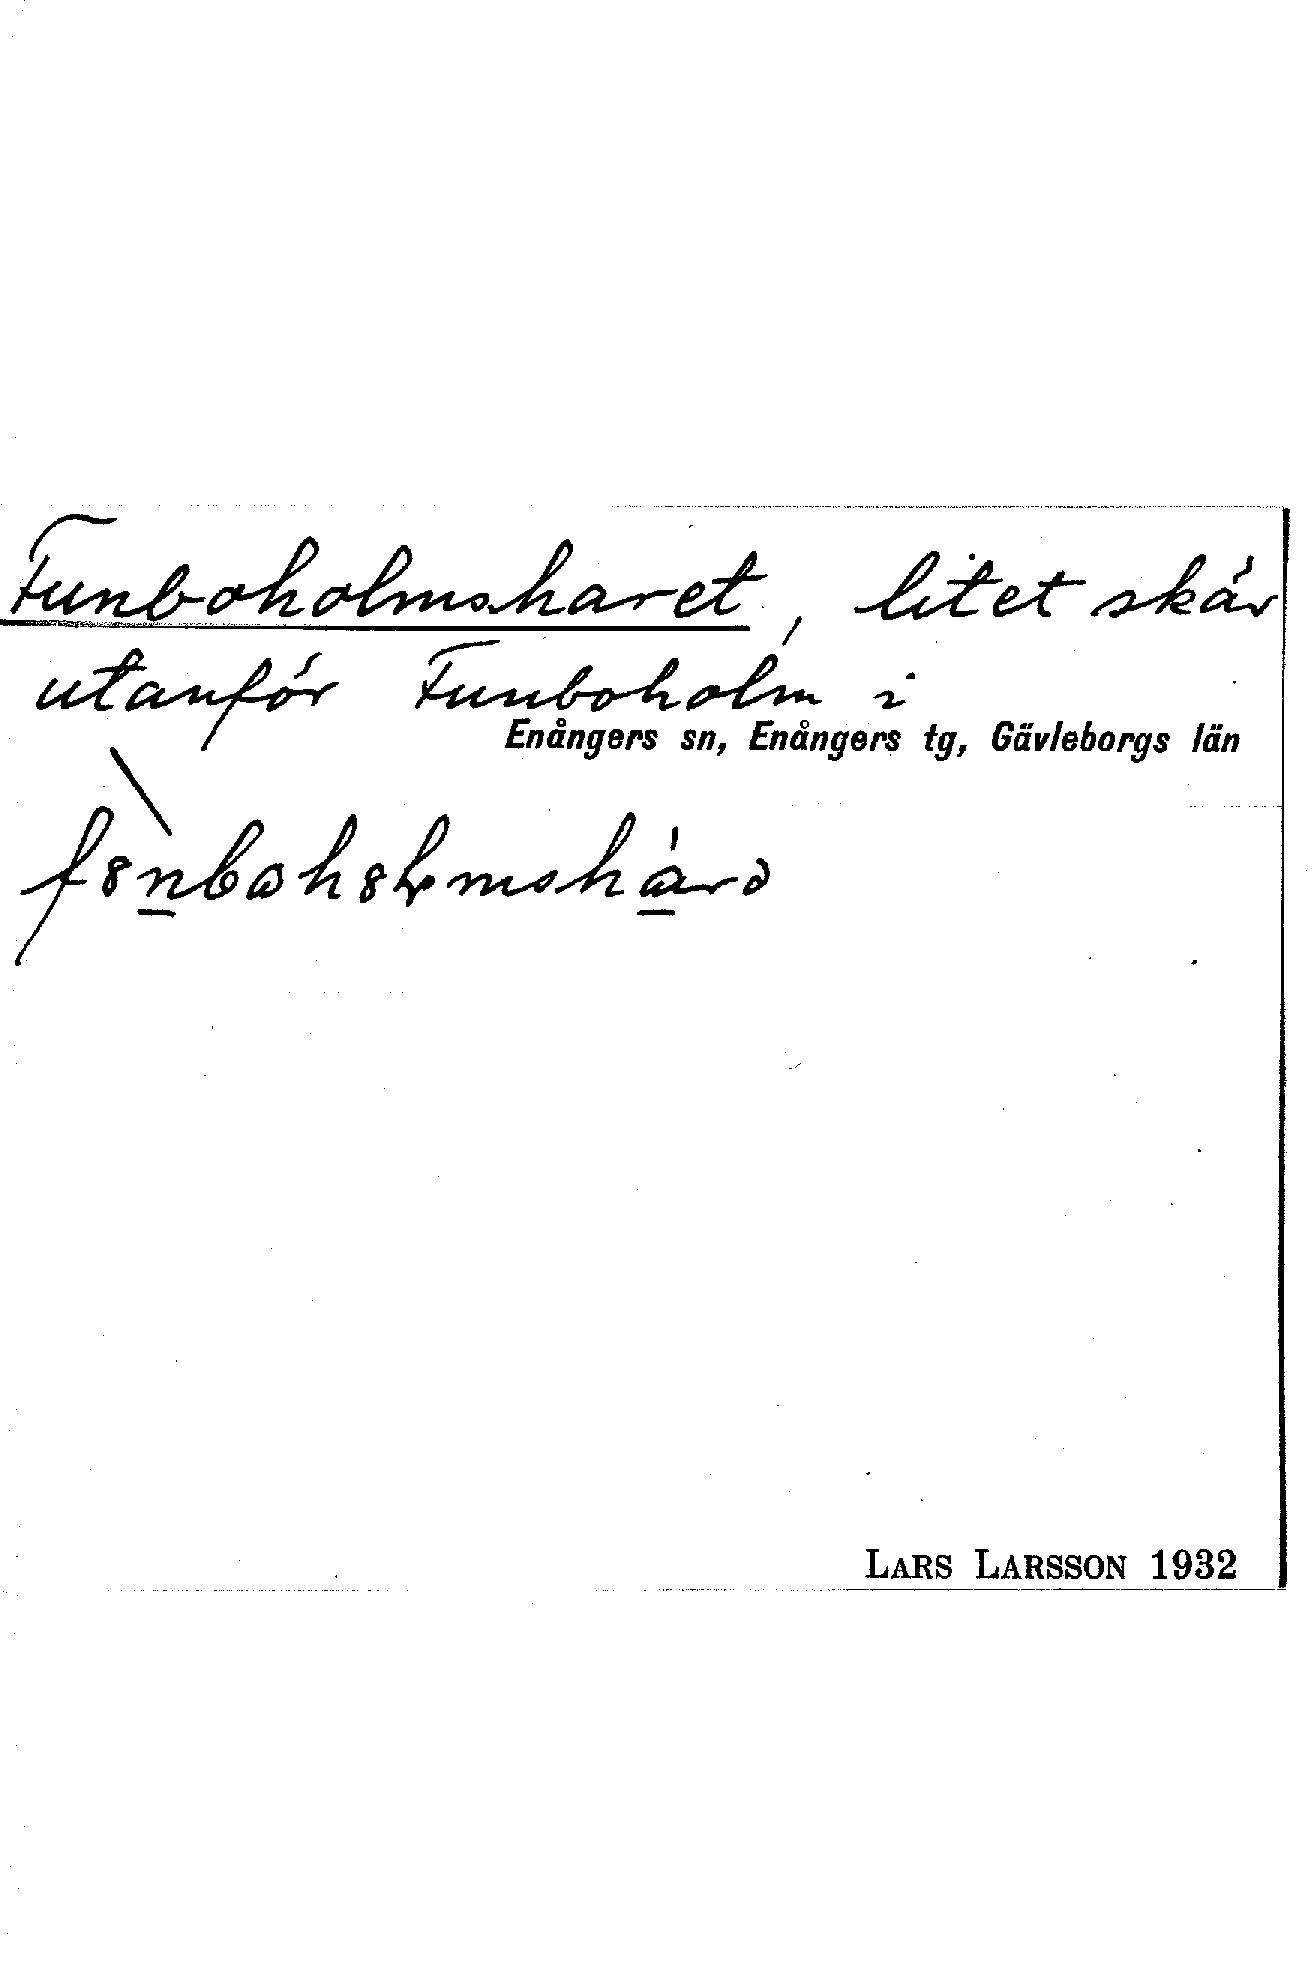 Funboholmsharet, litet skär
utanför Funboholm i
Enångers sn, Enångers tg, Gävleborgs län
LARS LARSSON 1932